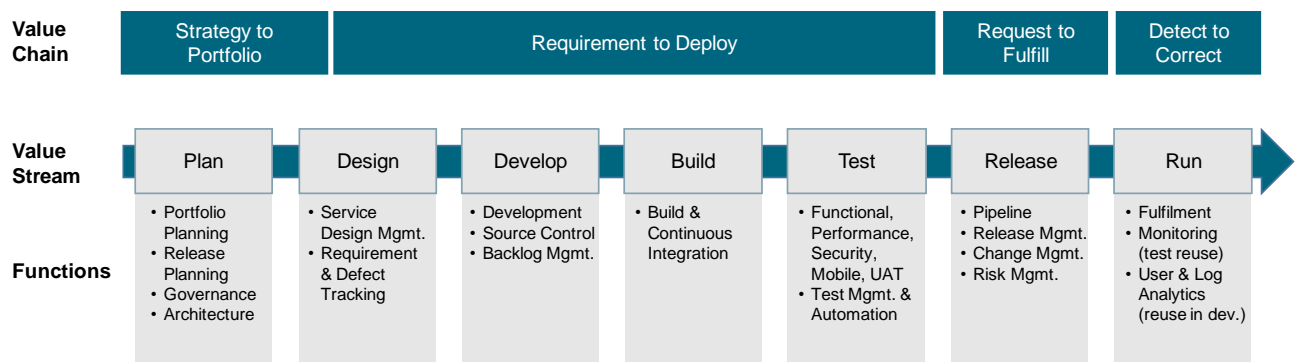 Value
Chain
Strategy to
Portfolio
Requirement to Deploy
Request to
Fulfill
Detect to
Correct
Value
Stream
Plan
Design
Develop
Build
Test
Release
Run
Functions
• Portfolio
Planning
• Release
Planning
• Governance
• Architecture
• Service
Design Mgmt.
• Requirement
& Defect
Tracking
• Development
• Source Control
• Backlog Mgmt.
• Build &
Continuous
Integration
• Functional,
Performance,
Security,
Mobile, UAT
• Test Mgmt. &
Automation
• Pipeline
• Release Mgmt.
• Change Mgmt.
• Risk Mgmt.
• Fulfilment
• Monitoring
(test reuse)
• User & Log
Analytics
(reuse in dev.)